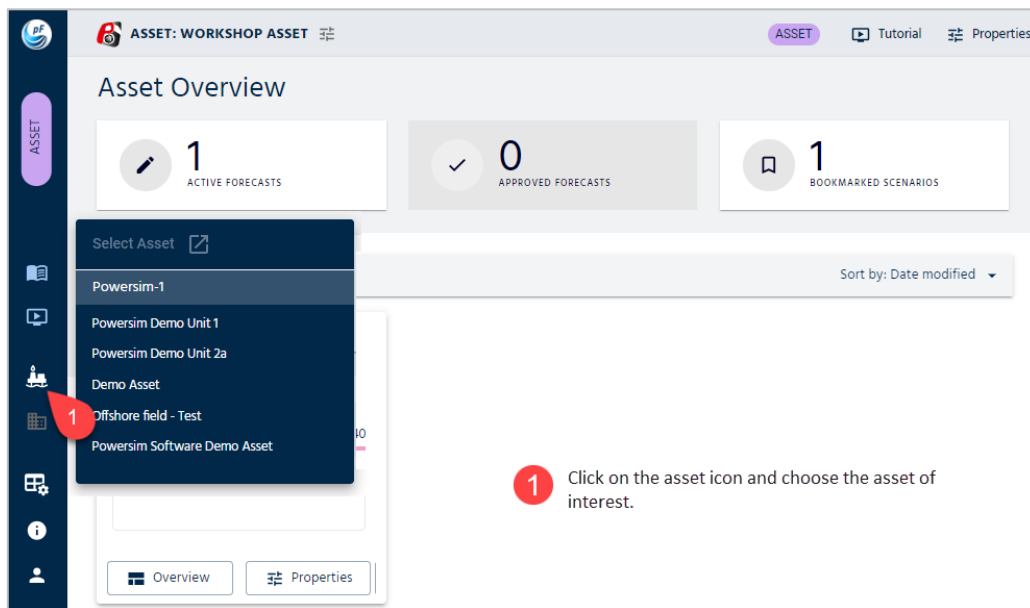 pF
ASSET: WORKSHOP ASSET
ASSET
Tutorial
Properties
ASSET
Asset Overview
1
ACTIVE FORECASTS
0
APPROVED FORECASTS
1
BOOKMARKED SCENARIOS
Select Asset
Sort by: Date modified
Powersim-1
Powersim Demo Unit 1
Powersim Demo Unit 2a
Demo Asset
Offshore field - Test
Powersim Software Demo Asset
1
40
1
Click on the asset icon and choose the asset of
interest.
Overview
Properties